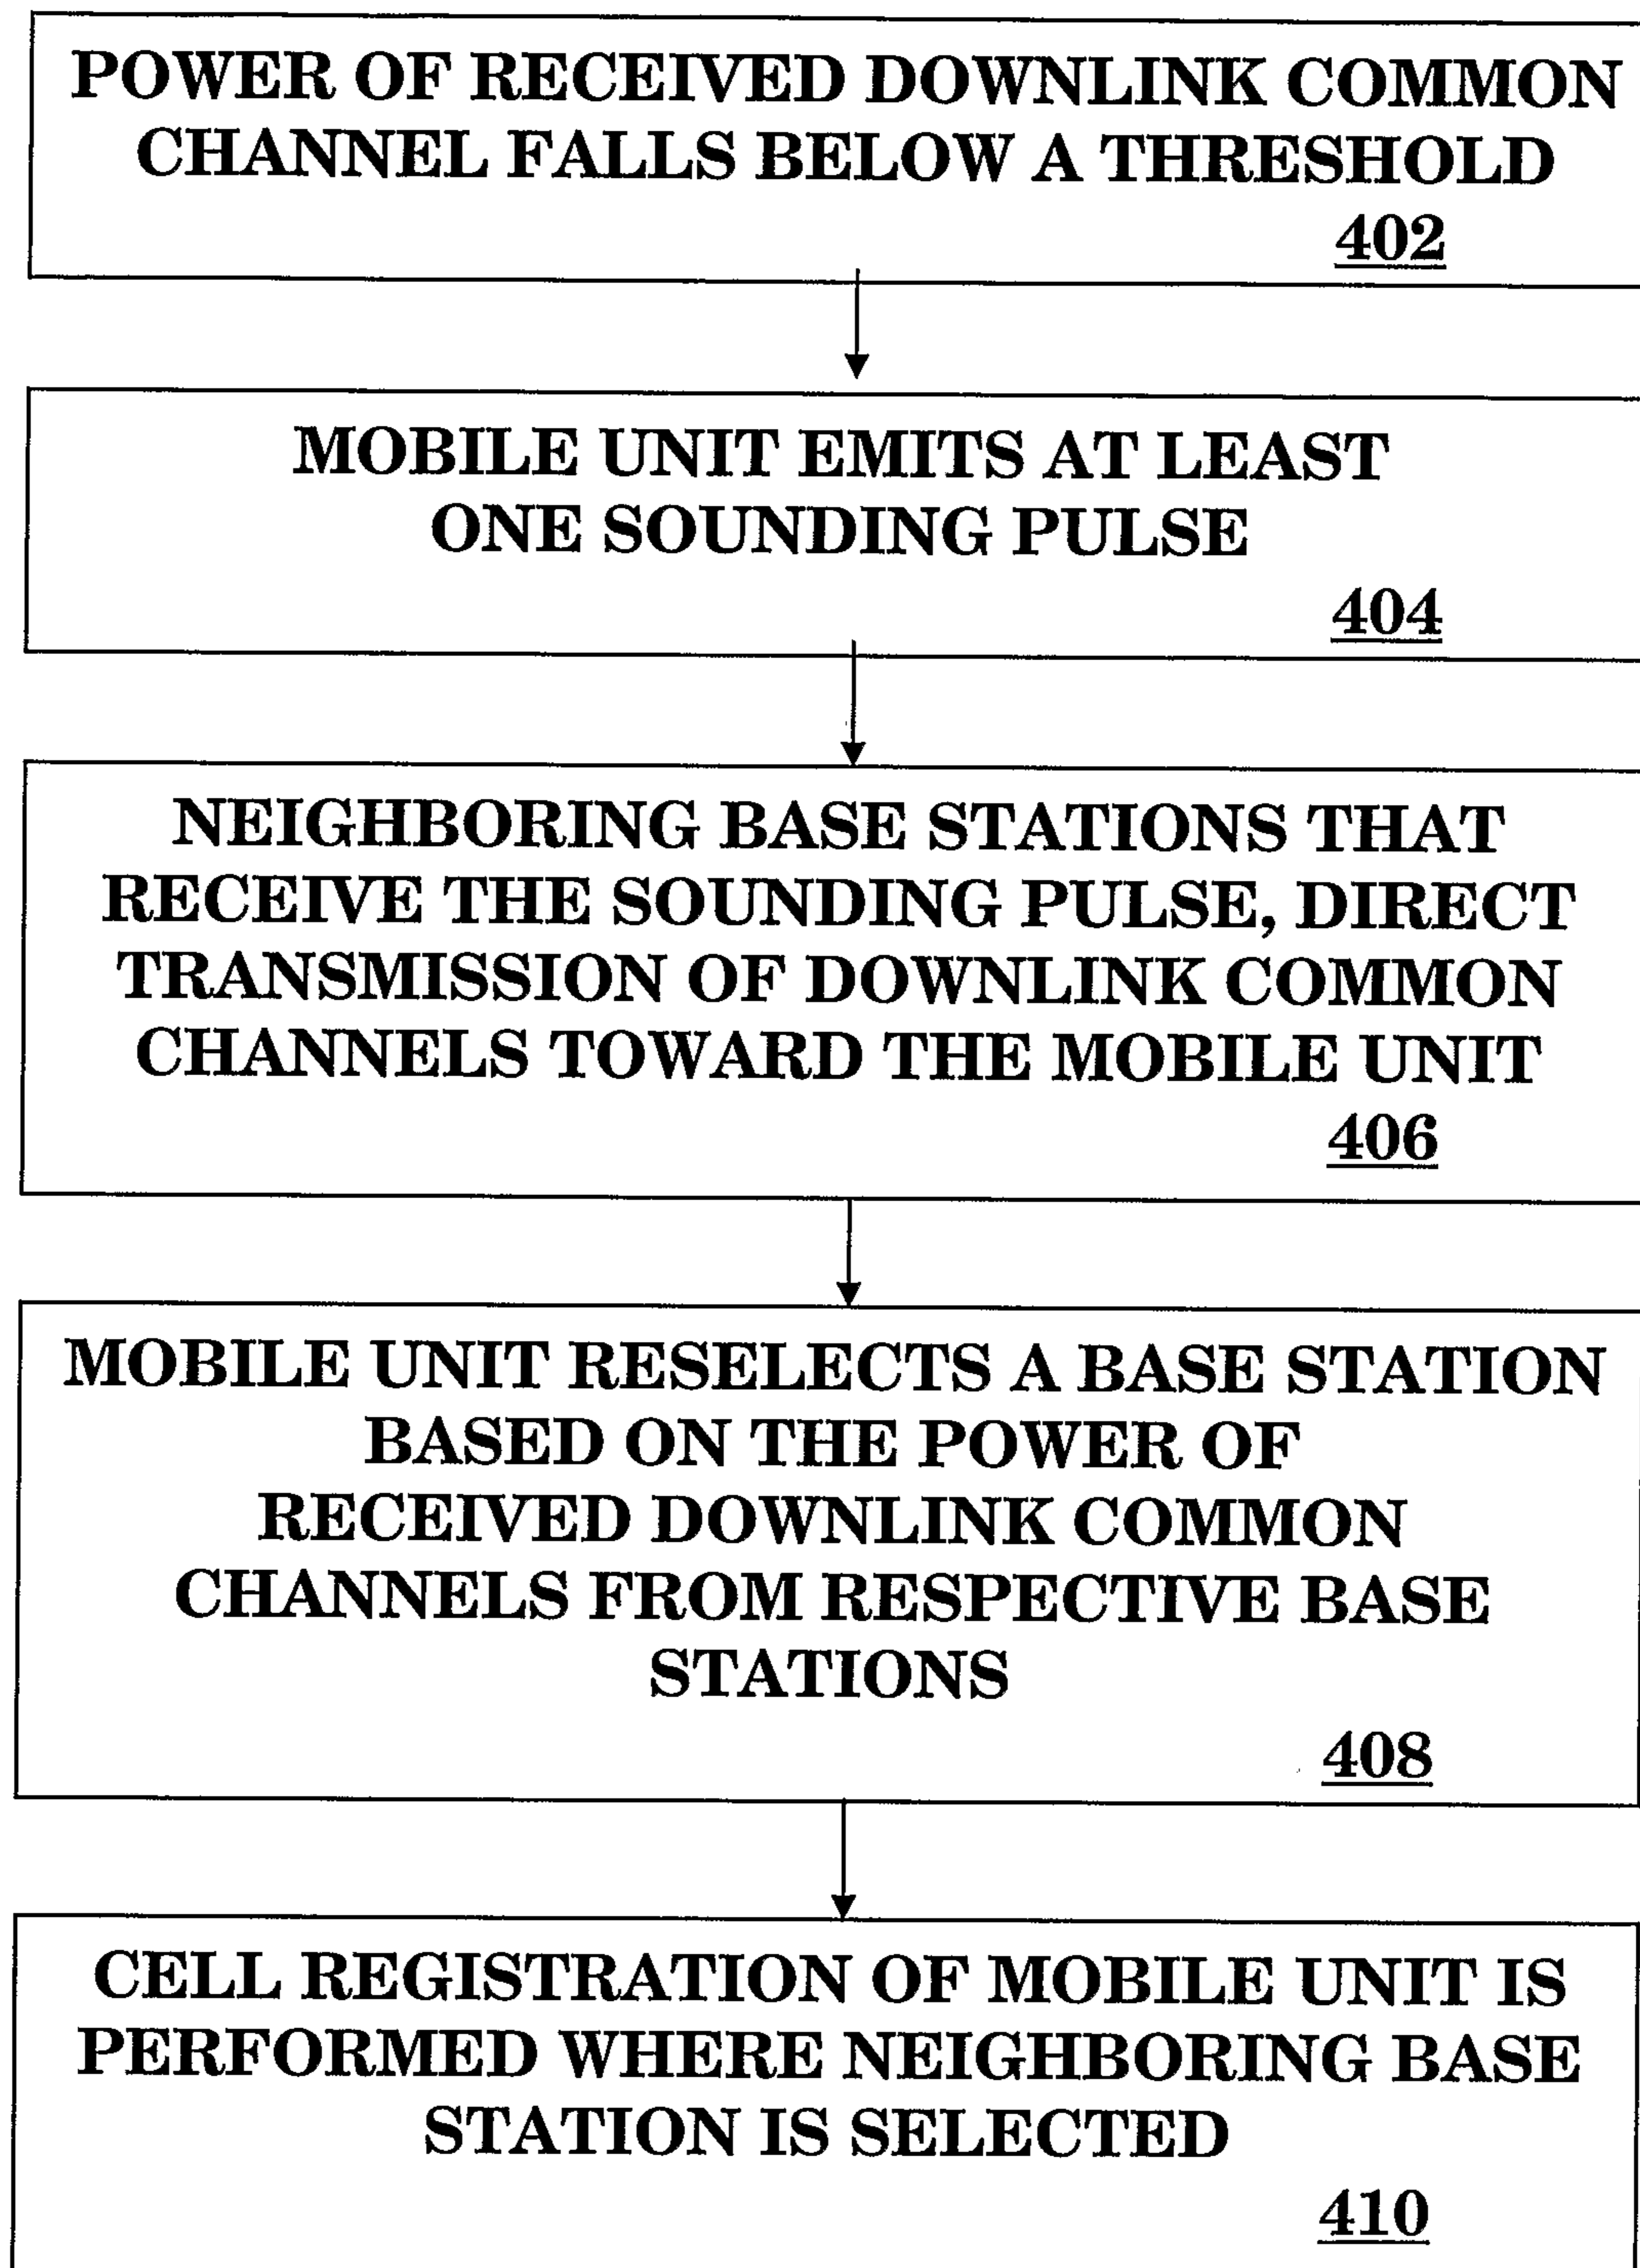 POWER OF RECEIVED DOWNLINK COMMON
CHANNEL FALLS BELOW A THRESHOLD
402
MOBILE UNIT EMITS AT LEAST
ONE SOUNDING PULSE
404
NEIGHBORING BASE STATIONS THAT
RECEIVE THE SOUNDING PULSE, DIRECT
TRANSMISSION OF DOWNLINK COMMON
CHANNELS TOWARD THE MOBILE UNIT
406
MOBILE UNIT RESELECTS A BASE STATION
BASED ON THE POWER OF
RECEIVED DOWNLINK COMMON
CHANNELS FROM RESPECTIVE BASE
STATIONS
408
CELL REGISTRATION OF MOBILE UNIT IS
PERFORMED WHERE NEIGHBORING BASE
STATION IS SELECTED
410